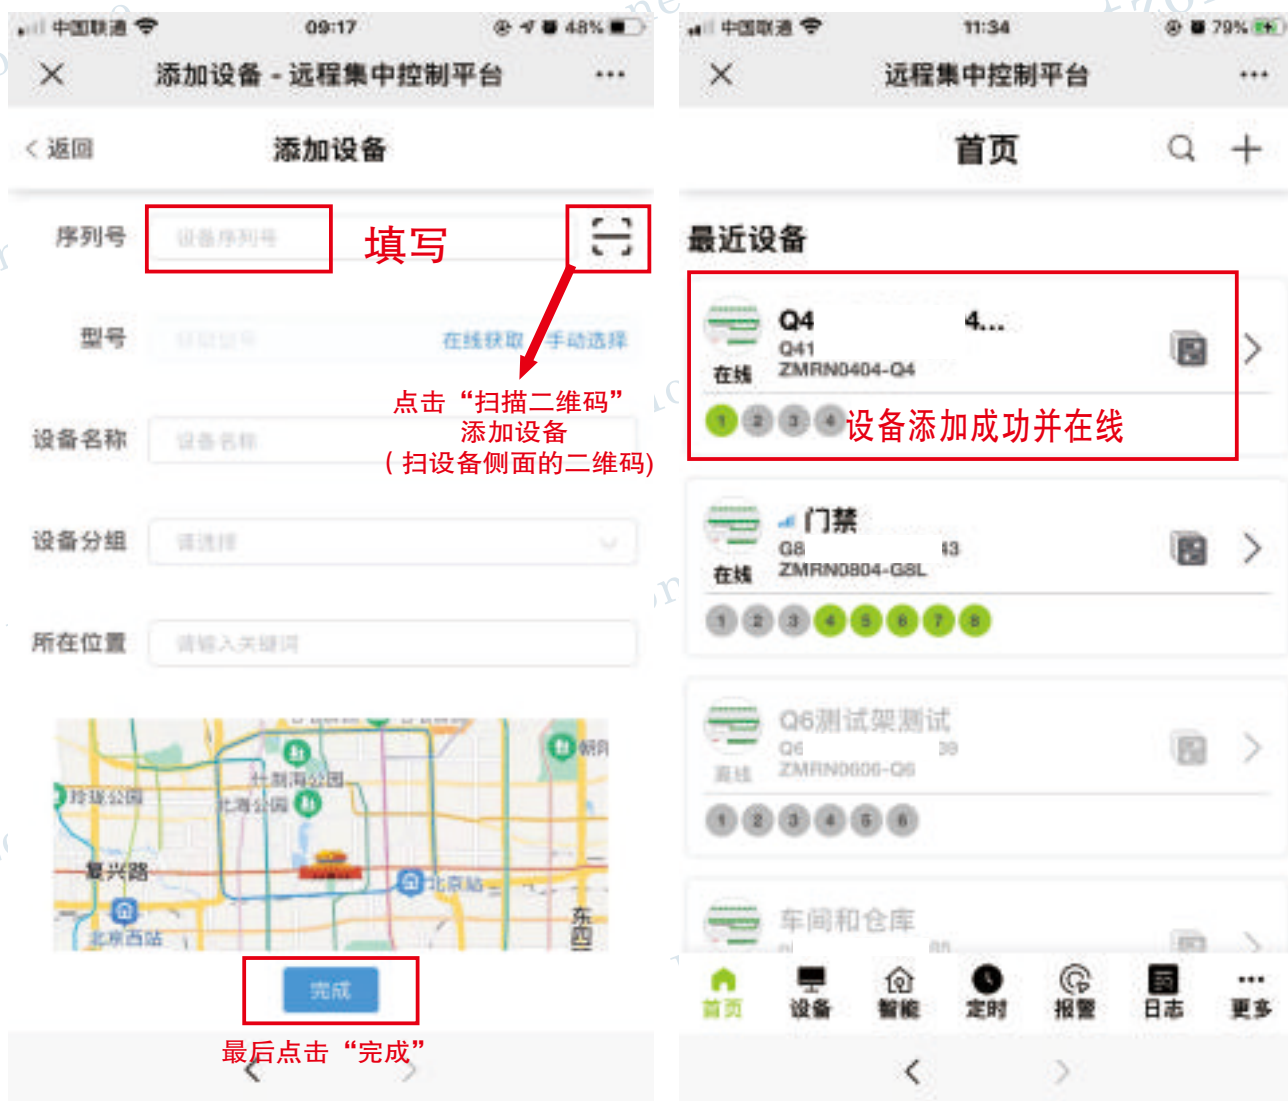 中国联通
09:17
48%
添加设备 - 远程集中控制平台
返回
添加设备
序列号
设备序列号
填写
型号
在线获取
手动选择
点击“扫描二维码”
添加设备
(扫设备侧面的二维码)
设备名称
设备名称
设备分组
请选择
所在位置
请输入关键词
什刹海公园
北海公园
玲珑公园
朝阳
复兴路
北京站
北京西站
东四
完成
最后点击“完成”
中国联通
11:34
79%
远程集中控制平台
首页
最近设备
Q4 4...
Q41
在线
ZMRN0404-Q4
1 2 3 4
设备添加成功并在线
门禁
G8 43
在线
ZMRN0804-G8L
1 2 3 4 5 6 7 8
Q6测试架测试
Q6 39
离线
ZMRN0606-Q6
1 2 3 4 5 6
车间和仓库
首页
设备
智能
定时
报警
日志
更多